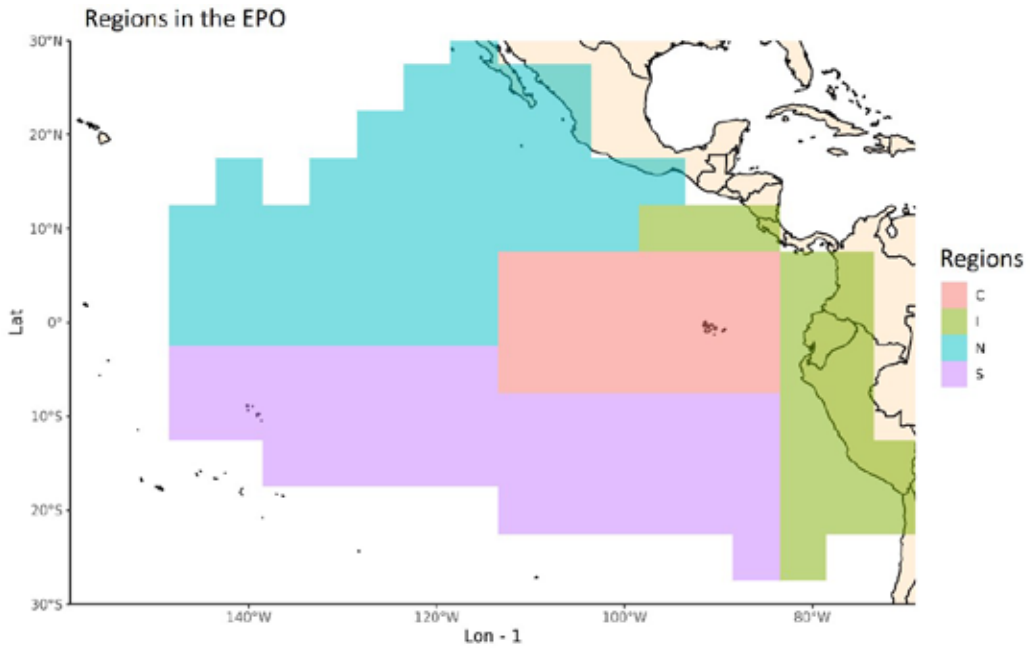 Regions in the EPO
30°N
20°N
10°N
0°
10°S
20°S
30°S
Lat
140°W
120°W
100°W
80°W
Lon - 1
Regions
C
I
N
S